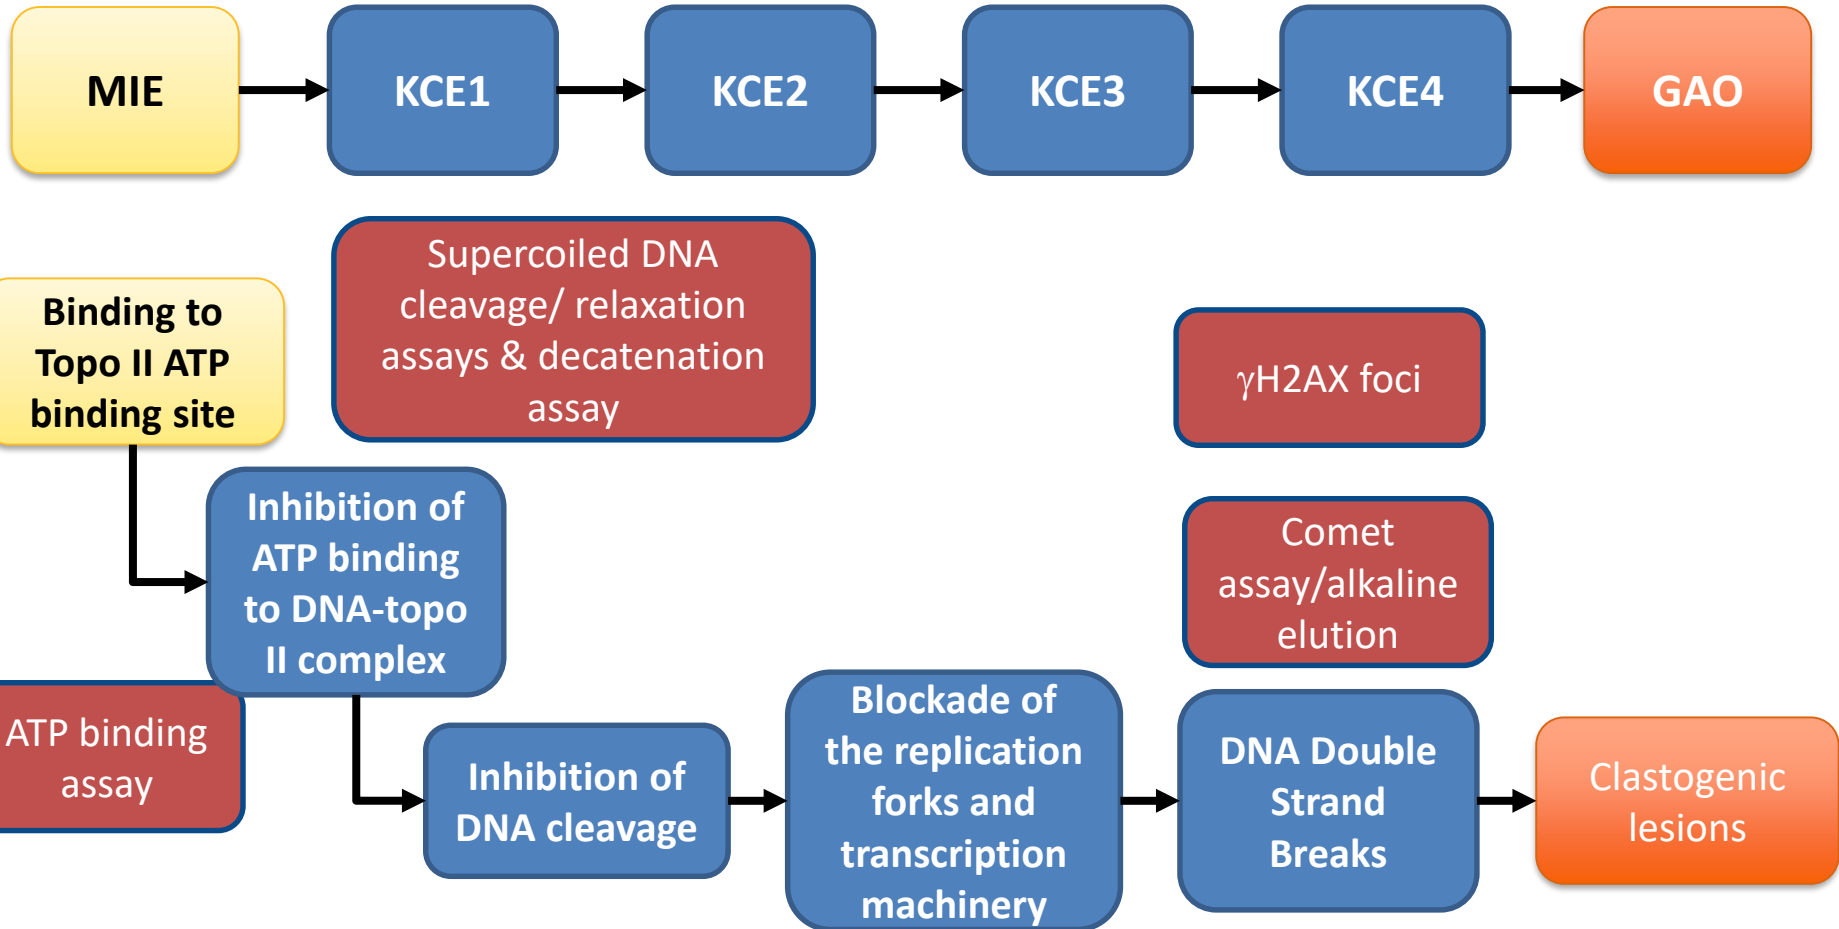 MIE
KCE1
KCE2
KCE3
KCE4
GAO
Supercoiled DNA
cleavage/ relaxation
assays & decatenation
assay
Binding to
Topo II ATP
binding site
γH2AX foci
Inhibition of
ATP binding
to DNA-topo
II complex
Comet
assay/alkaline
elution
ATP binding
assay
Inhibition of
DNA cleavage
Blockade of
the replication
forks and
transcription
machinery
DNA Double
Strand
Breaks
Clastogenic
lesions